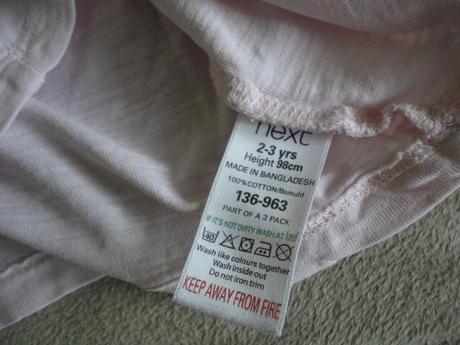 next
2-3 yrs
Height 98cm
MADE IN BANGLADESH
100%COTTON/Bomuld
136-963
PART OF A 3 PACK
IF IT'S NOT DIRTY WASH AT
40
Wash like colours together
Wash inside out
Do not iron trim
KEEP AWAY FROM FIRE